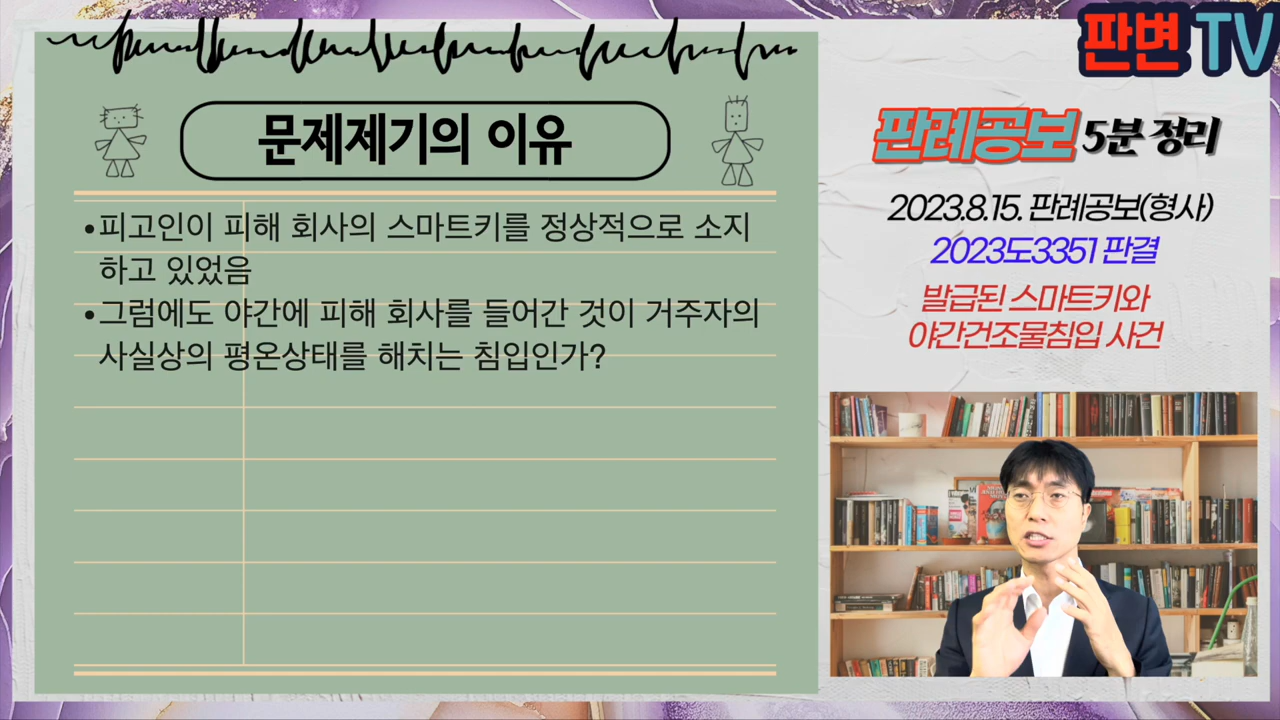 판변 TV
문제제기의 이유
•피고인이 피해 회사의 스마트키를 정상적으로 소지
하고 있었음
•그럼에도 야간에 피해 회사를 들어간 것이 거주자의
사실상의 평온상태를 해치는 침입인가?
판례공보 5분 정리
2023.8.15. 판례공보(형사)
2023도3351 판결
발급된 스마트키와
야간건조물침입 사건